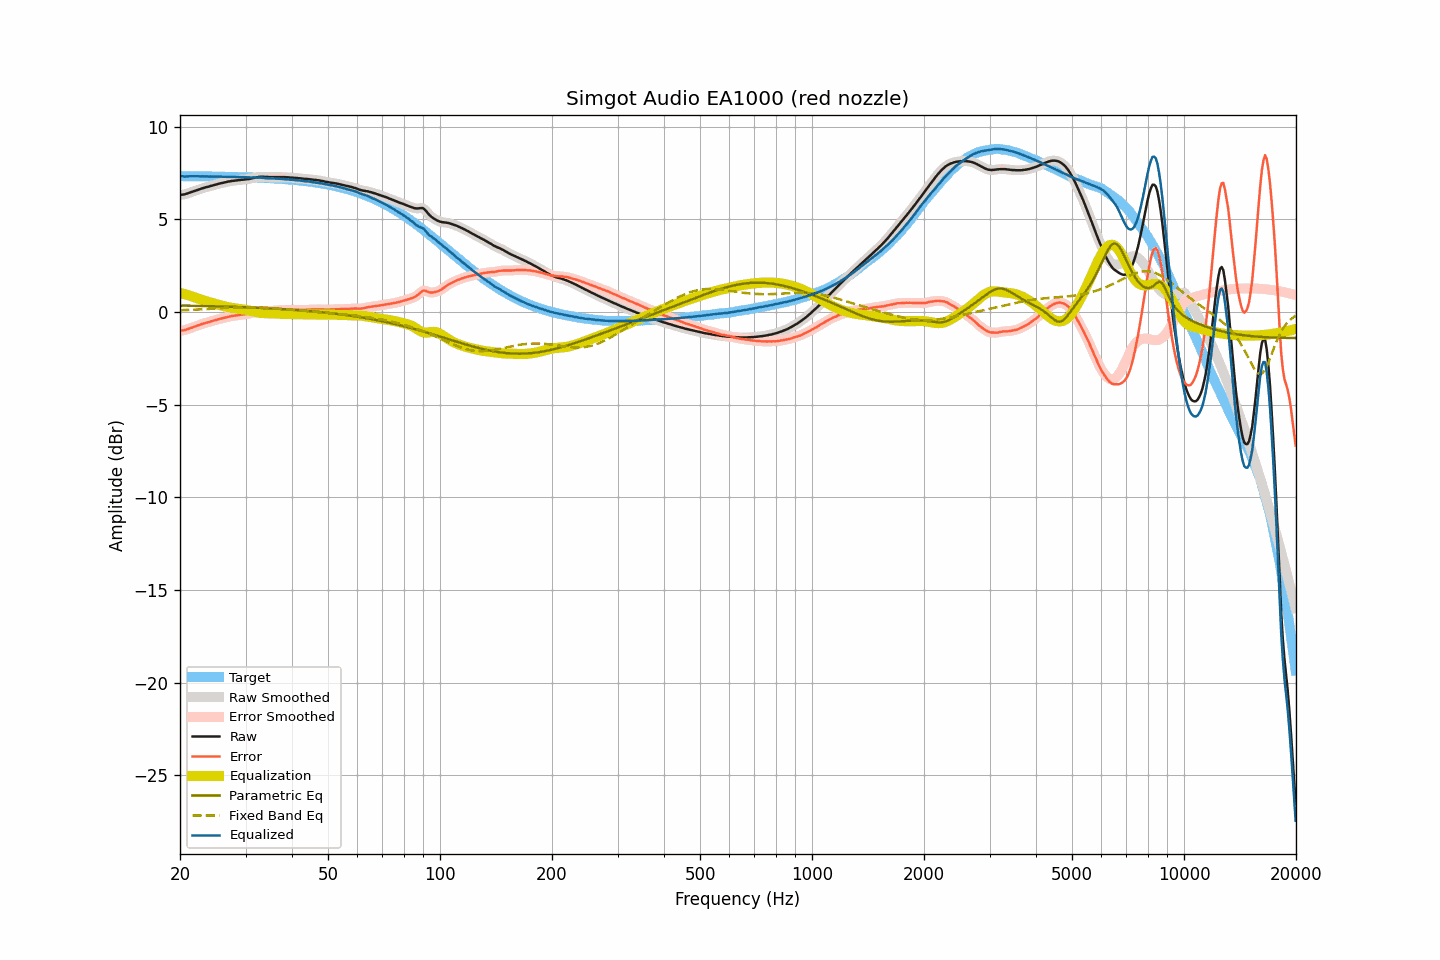 Simgot Audio EA1000 (red nozzle)
10
5
0
−5
−10
−15
−20
−25
Amplitude (dBr)
Target
Raw Smoothed
Error Smoothed
Raw
Error
Equalization
Parametric Eq
Fixed Band Eq
Equalized
20 50 100 200 500 1000 2000 5000 10000 20000
Frequency (Hz)